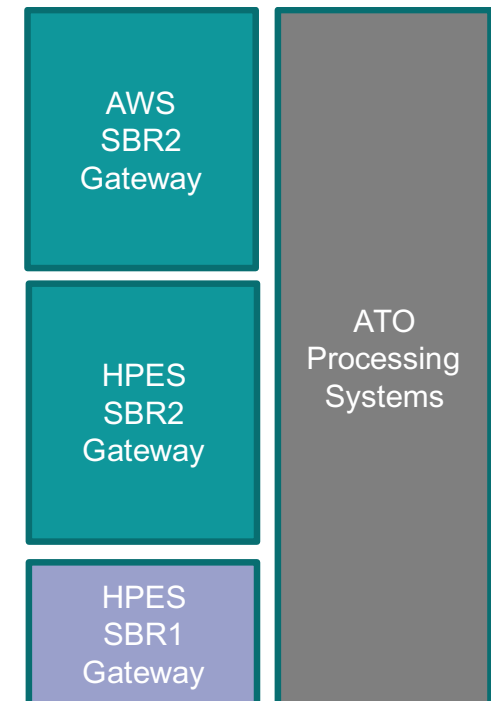 AWS
SBR2
Gateway
HPES
SBR2
Gateway
HPES
SBR1
Gateway
ATO
Processing
Systems